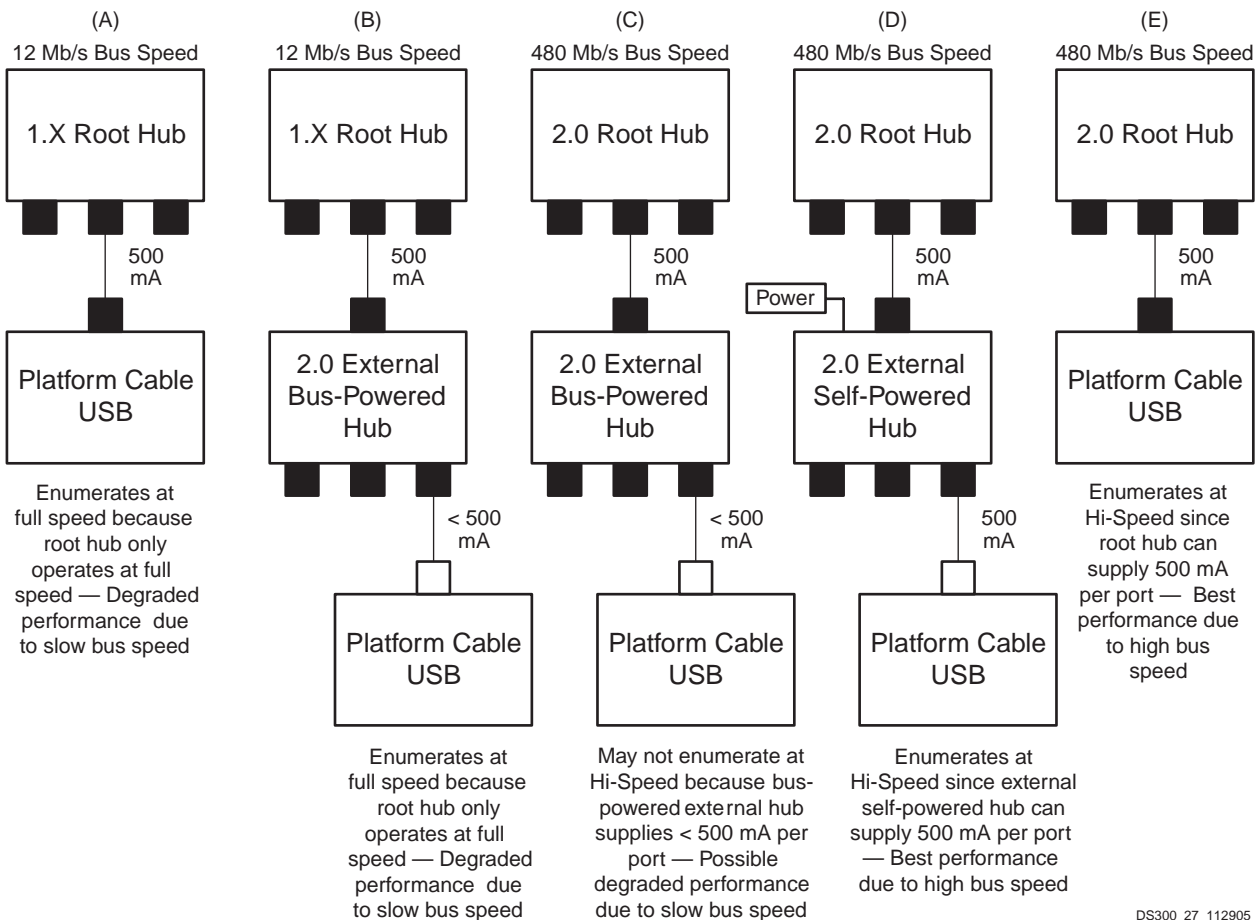 (A)
12 Mb/s Bus Speed
1.X Root Hub
500
mA
Platform Cable
USB
Enumerates at
full speed because
root hub only
operates at full
speed — Degraded
performance due
to slow bus speed
(B)
12 Mb/s Bus Speed
1.X Root Hub
500
mA
2.0 External
Bus-Powered
Hub
< 500
mA
Platform Cable
USB
Enumerates at
full speed because
root hub only
operates at full
speed — Degraded
performance due
to slow bus speed
(C)
480 Mb/s Bus Speed
2.0 Root Hub
500
mA
2.0 External
Bus-Powered
Hub
< 500
mA
Platform Cable
USB
May not enumerate at
Hi-Speed because bus-
powered external hub
supplies < 500 mA per
port — Possible
degraded performance
due to slow bus speed
(D)
480 Mb/s Bus Speed
2.0 Root Hub
500
mA
Power
2.0 External
Self-Powered
Hub
500
mA
Platform Cable
USB
Enumerates at
Hi-Speed since external
self-powered hub can
supply 500 mA per port
— Best performance
due to high bus speed
(E)
480 Mb/s Bus Speed
2.0 Root Hub
500
mA
Platform Cable
USB
Enumerates at
Hi-Speed since
root hub can
supply 500 mA
per port — Best
performance due
to high bus
speed
DS300_27_112905